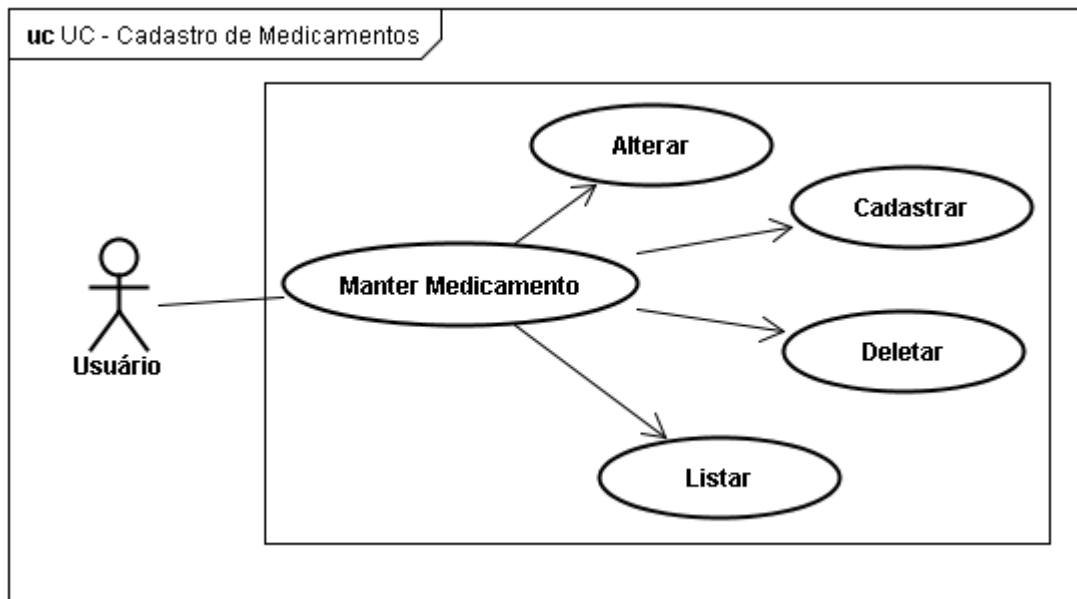 uc UC - Cadastro de Medicamentos
Alterar
Cadastrar
Manter Medicamento
Deletar
Usuário
Listar